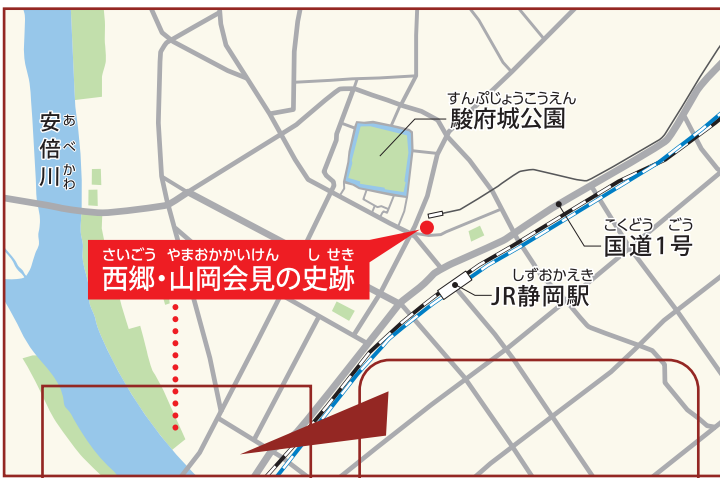 すんぷじょうこうえん
駿府城公園
あべかわ
安倍川
こくどう ごう
国道1号
さいごう やまおかかいけん しせき
西郷・山岡会見の史跡
しずおかえき
JR静岡駅